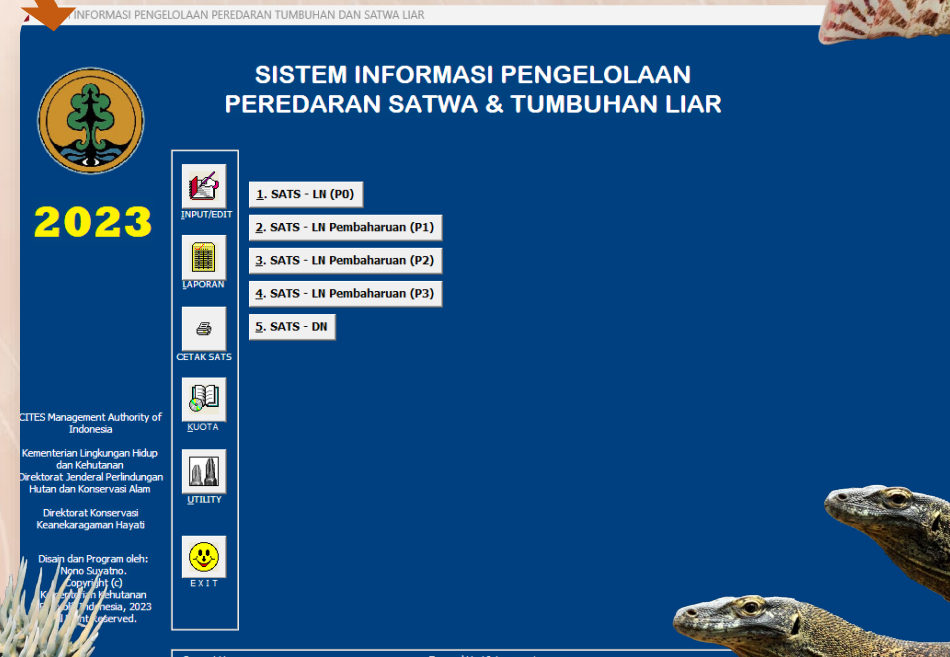 INFORMASI PENGELOLAAN PEREDARAN TUMBUHAN DAN SATWA LIAR
SISTEM INFORMASI PENGELOLAAN
PEREDARAN SATWA & TUMBUHAN LIAR
2023
INPUT/EDIT
LAPORAN
CETAK SATS
KUOTA
UTILITY
EXIT
1. SATS - LN (P0)
2. SATS - LN Pembaharuan (P1)
3. SATS - LN Pembaharuan (P2)
4. SATS - LN Pembaharuan (P3)
5. SATS - DN
CITES Management Authority of
Indonesia
Kementerian Lingkungan Hidup
dan Kehutanan
Direktorat Jenderal Perlindungan
Hutan dan Konservasi Alam
Direktorat Konservasi
Keanekaragaman Hayati
Disain dan Program oleh:
Nono Suyatno.
Copyright (c)
Kehutanan
2023